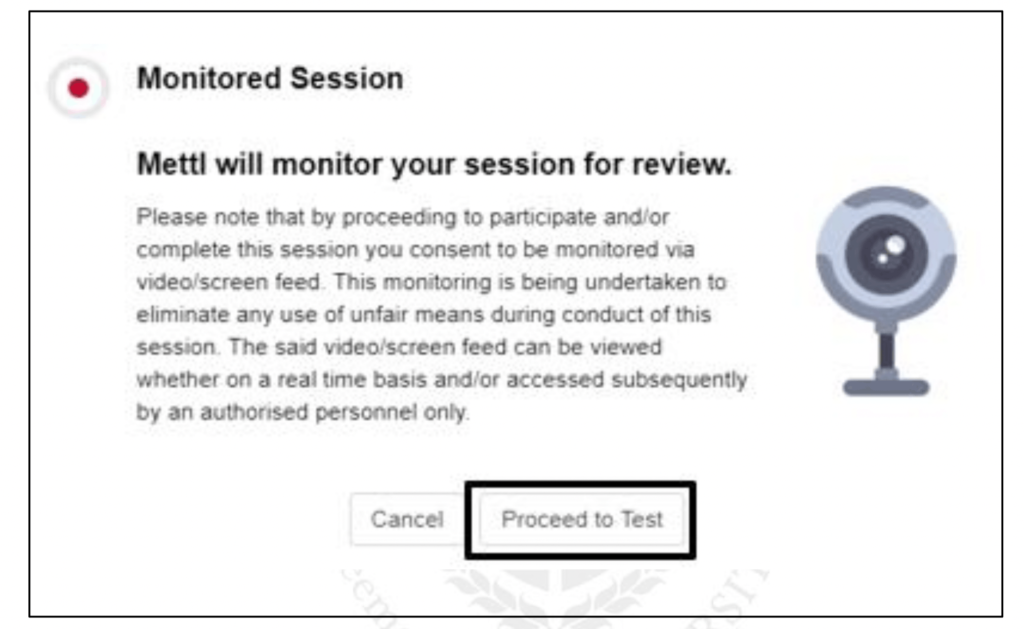 Monitored Session
Mettl will monitor your session for review.
Please note that by proceeding to participate and/or
complete this session you consent to be monitored via
video/screen feed. This monitoring is being undertaken to
eliminate any use of unfair means during conduct of this
session. The said video/screen feed can be viewed
whether on a real time basis and/or accessed subsequently
by an authorised personnel only.
Cancel
Proceed to Test